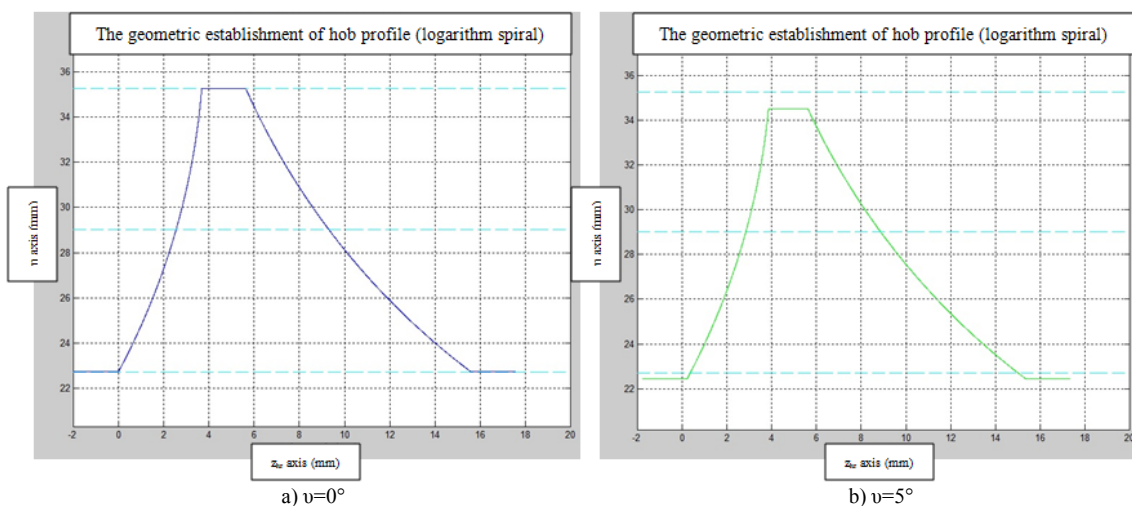 The geometric establishment of hob profile (logarithm spiral)
36
34
32
30
28
26
24
22
η axis (mm)
-2 0 2 4 6 8 10 12 14 16 18 20
axis (mm)
a) υ=0°
The geometric establishment of hob profile (logarithm spiral)
36
34
32
30
28
26
24
22
η axis (mm)
-2 0 2 4 6 8 10 12 14 16 18 20
axis (mm)
b) υ=5°